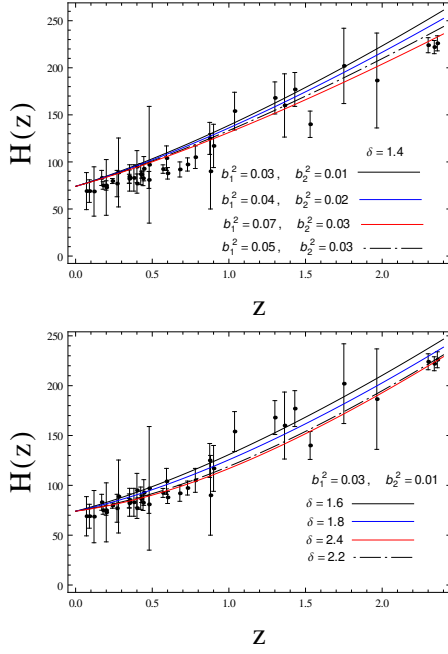 250
200
150
100
50
0
H(z)
δ = 1.4
b₁² = 0.03 , b₂² = 0.01
b₁² = 0.04 , b₂² = 0.02
b₁² = 0.07 , b₂² = 0.03
b₁² = 0.05 , b₂² = 0.03
0.0 0.5 1.0 1.5 2.0
z
250
200
150
100
50
0
H(z)
b₁² = 0.03 , b₂² = 0.01
δ = 1.6
δ = 1.8
δ = 2.4
δ = 2.2
0.0 0.5 1.0 1.5 2.0
z